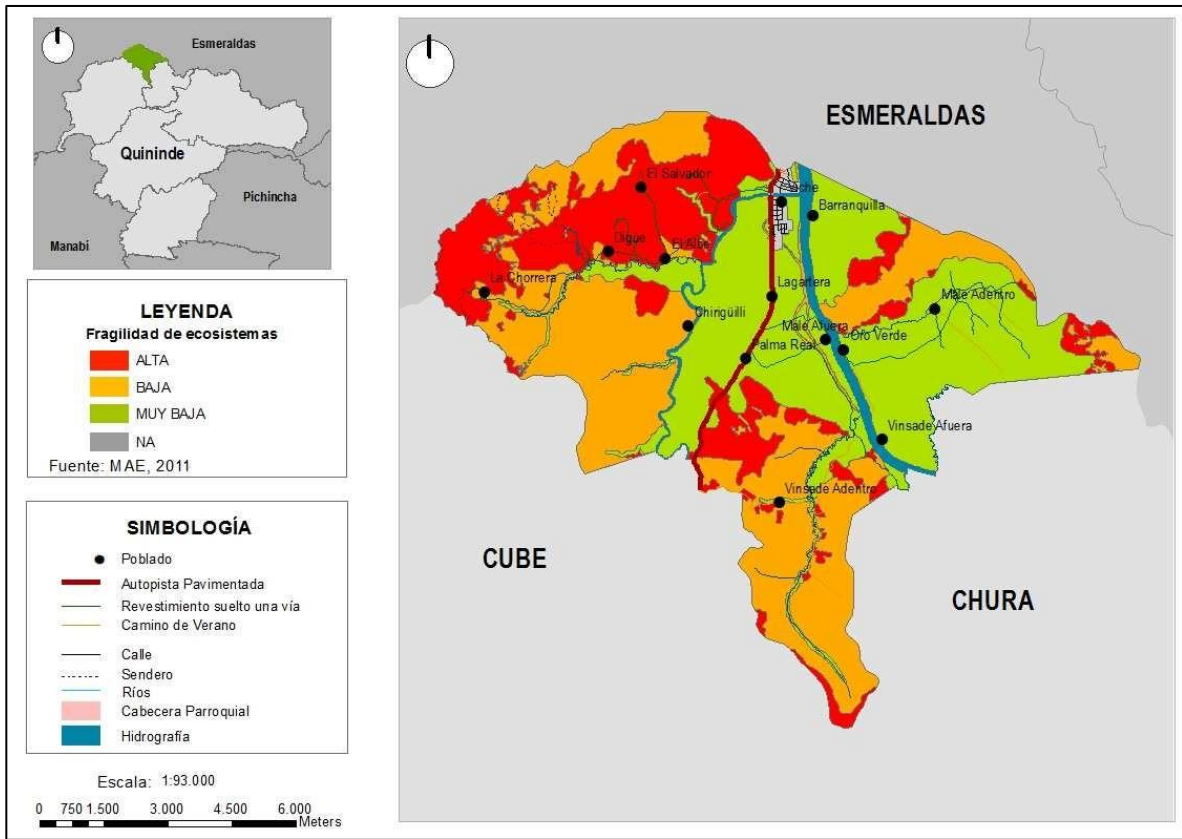 Esmeraldas
Quininde
Pichincha
Manabí
LEYENDA
Fragilidad de ecosistemas
ALTA
BAJA
MUY BAJA
NA
Fuente: MAE, 2011
SIMBOLOGÍA
Poblado
Autopista Pavimentada
Revestimiento suelto una vía
Camino de Verano
Calle
Sendero
Ríos
Cabecera Parroquial
Hidrografía
Escala: 1:93.000
0 750 1.500 3.000 4.500 6.000
Meters
ESMERALDAS
El Salvador
Barranquilla
Digue
El Albe
La Chorrera
Lagartera
Male Adentro
Chingüilli
Male Afuera
Oro Verde
Palma Real
Vinsade Afuera
Vinsade Adentro
CUBE
CHURA